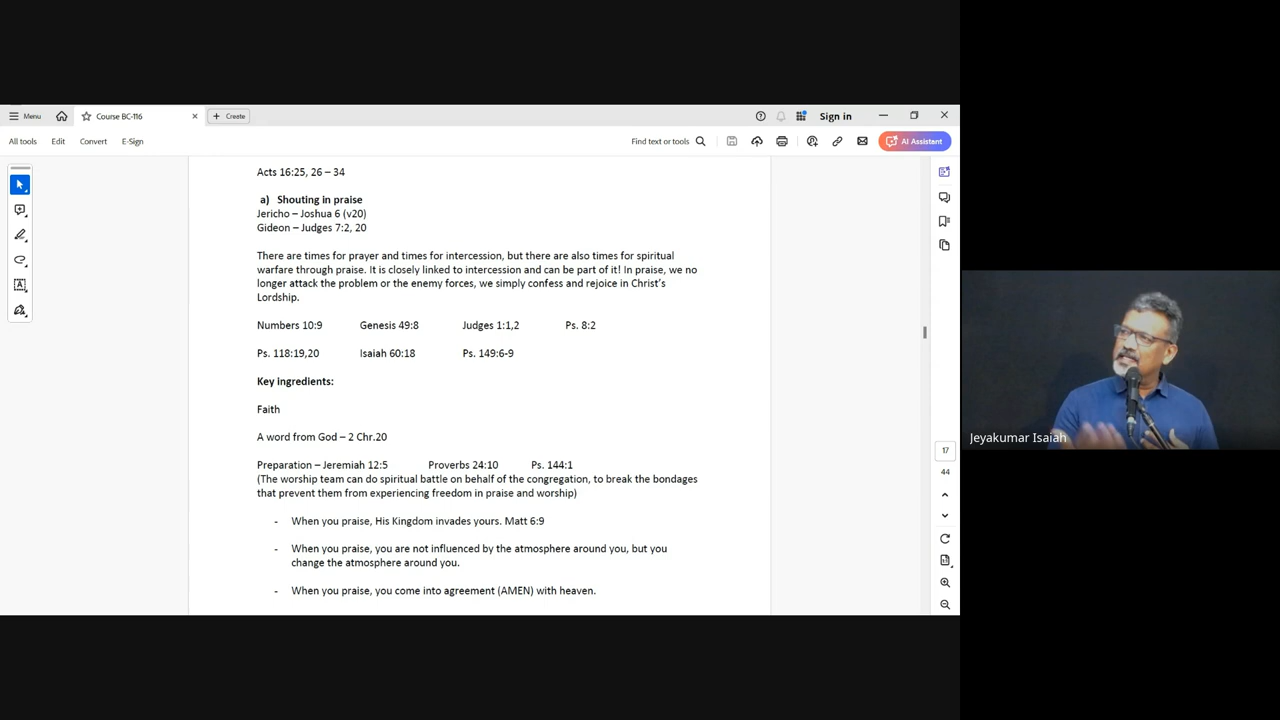 Menu
Course BC-116
Create
Sign in
All tools
Edit
Convert
E-Sign
Find text or tools
AI Assistant
Acts 16:25, 26 – 34
a) Shouting in praise
Jericho – Joshua 6 (v20)
Gideon – Judges 7:2, 20
There are times for prayer and times for intercession, but there are also times for spiritual
warfare through praise. It is closely linked to intercession and can be part of it! In praise, we no
longer attack the problem or the enemy forces, we simply confess and rejoice in Christ's
Lordship.
Numbers 10:9 Genesis 49:8 Judges 1:1,2 Ps. 8:2
Ps. 118:19,20 Isaiah 60:18 Ps. 149:6-9
Key ingredients:
Faith
A word from God – 2 Chr.20
Preparation – Jeremiah 12:5 Proverbs 24:10 Ps. 144:1
(The worship team can do spiritual battle on behalf of the congregation, to break the bondages
that prevent them from experiencing freedom in praise and worship)
- When you praise, His Kingdom invades yours. Matt 6:9
- When you praise, you are not influenced by the atmosphere around you, but you
change the atmosphere around you.
- When you praise, you come into agreement (AMEN) with heaven.
17
44
Jeyakumar Isaiah